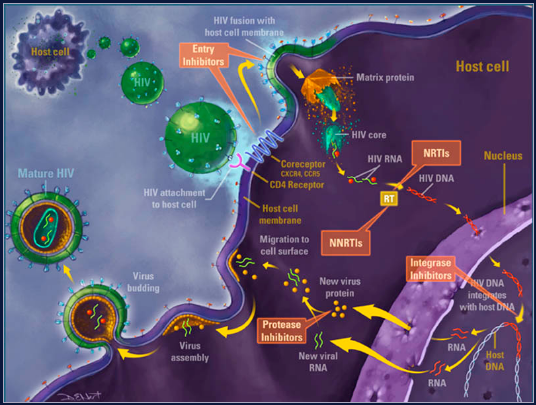 HIV fusion with
host cell membrane
Host cell
Entry
Inhibitors
HIV
Matrix protein
Host cell
HIV
HIV core
NRTIs
HIV RNA
Nucleus
Coreceptor
CXCR4, CCR5
CD4 Receptor
HIV DNA
RT
Mature HIV
HIV attachment
to host cell
Host cell
membrane
NNRTIs
Migration to
cell surface
Integrase
Inhibitors
HIV DNA
integrates
with host DNA
Virus
budding
New virus
protein
Protease
Inhibitors
Virus
assembly
New viral
RNA
RNA
Host
DNA
RNA